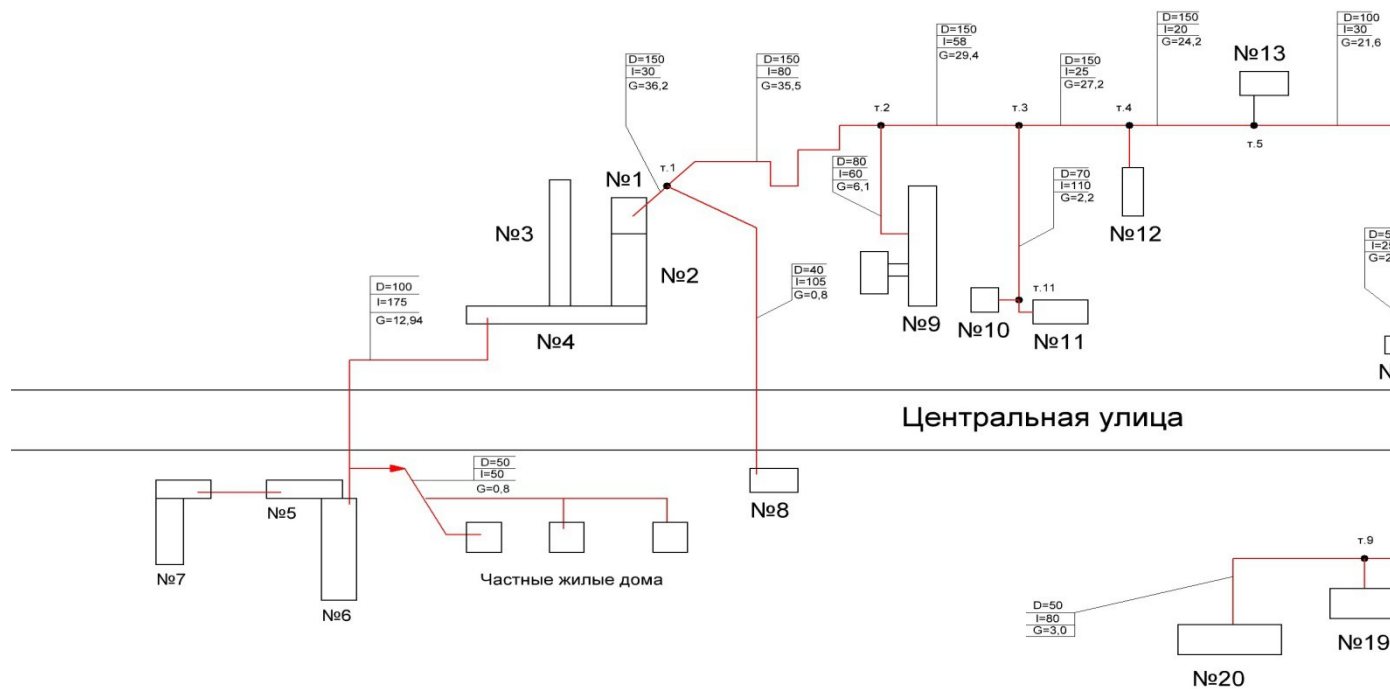 D=150
I=30
G=36,2
D=150
I=80
G=35,5
D=150
I=58
G=29,4
D=150
I=25
G=27,2
D=150
I=20
G=24,2
D=100
I=30
G=21,6
№13
т.2
т.3
т.4
т.5
т.1
№1
№3
№2
№4
D=80
I=60
G=6,1
D=70
I=110
G=2,2
№12
D=100
I=175
G=12,94
D=40
I=105
G=0,8
№9
т.11
№10
№11
Центральная улица
D=50
I=50
G=0,8
№5
№7
№6
№8
Частные жилые дома
т.9
D=50
I=80
G=3,0
№19
№20